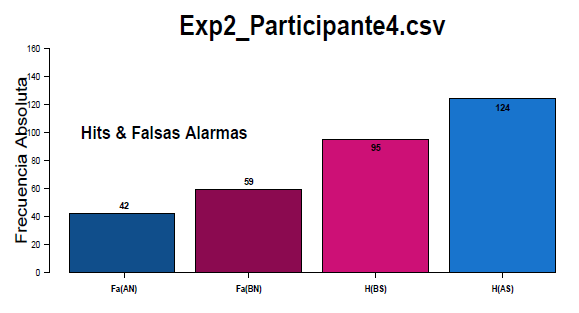 Exp2_Participante4.csv
Frecuencia Absoluta
160
140
120
100
80
60
40
20
0
Hits & Falsas Alarmas
42
59
95
124
Fa(AN)
Fa(BN)
H(BS)
H(AS)